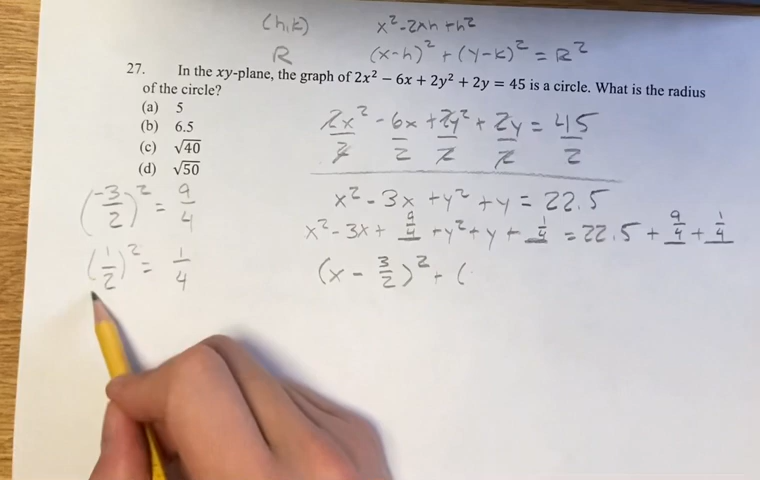 (h,k) x² - 2xh + h²
R (x-h)² + (y-k)² = R²
27. In the xy-plane, the graph of 2x² − 6x + 2y² + 2y = 45 is a circle. What is the radius
of the circle?
(a) 5
(b) 6.5
(c) √40
(d) √50
2x²/2 - 6x/2 + 2y²/2 + 2y/2 = 45/2
x² - 3x + y² + y = 22.5
x² - 3x + 9/4 + y² + y + 1/4 = 22.5 + 9/4 + 1/4
(x - 3/2)² + (
(-3/2)² = 9/4
(1/2)² = 1/4